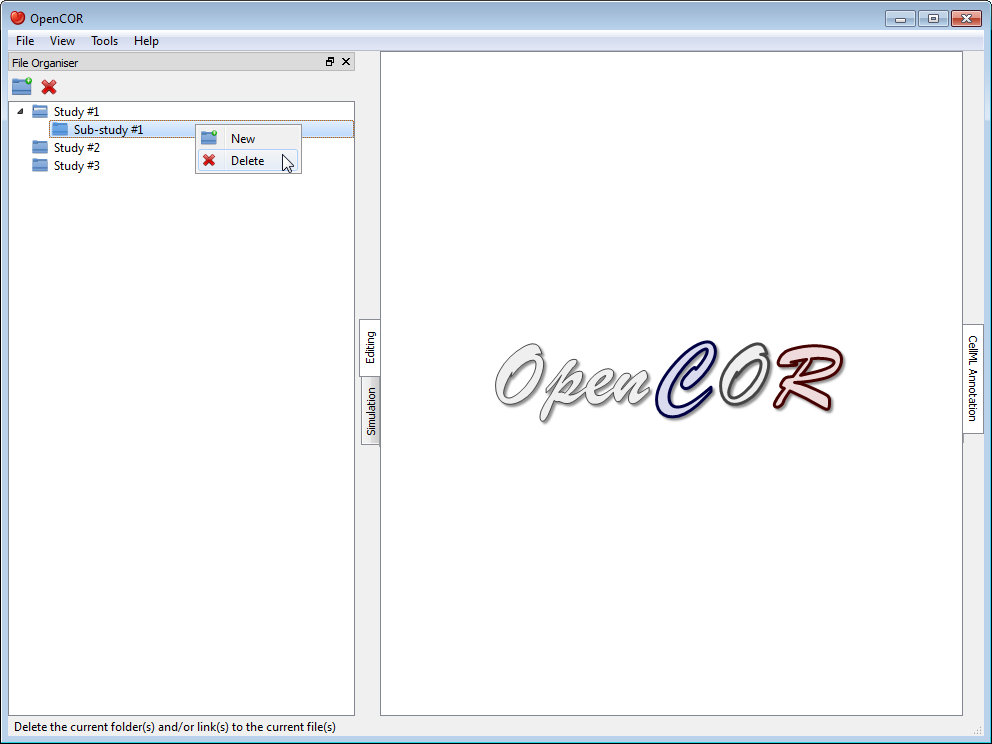 OpenCOR
File View Tools Help
File Organiser
Study #1
Sub-study #1
New
Study #2
Delete
Study #3
Editing
Simulation
OpenCOR
CellML Annotation
Delete the current folder(s) and/or link(s) to the current file(s)